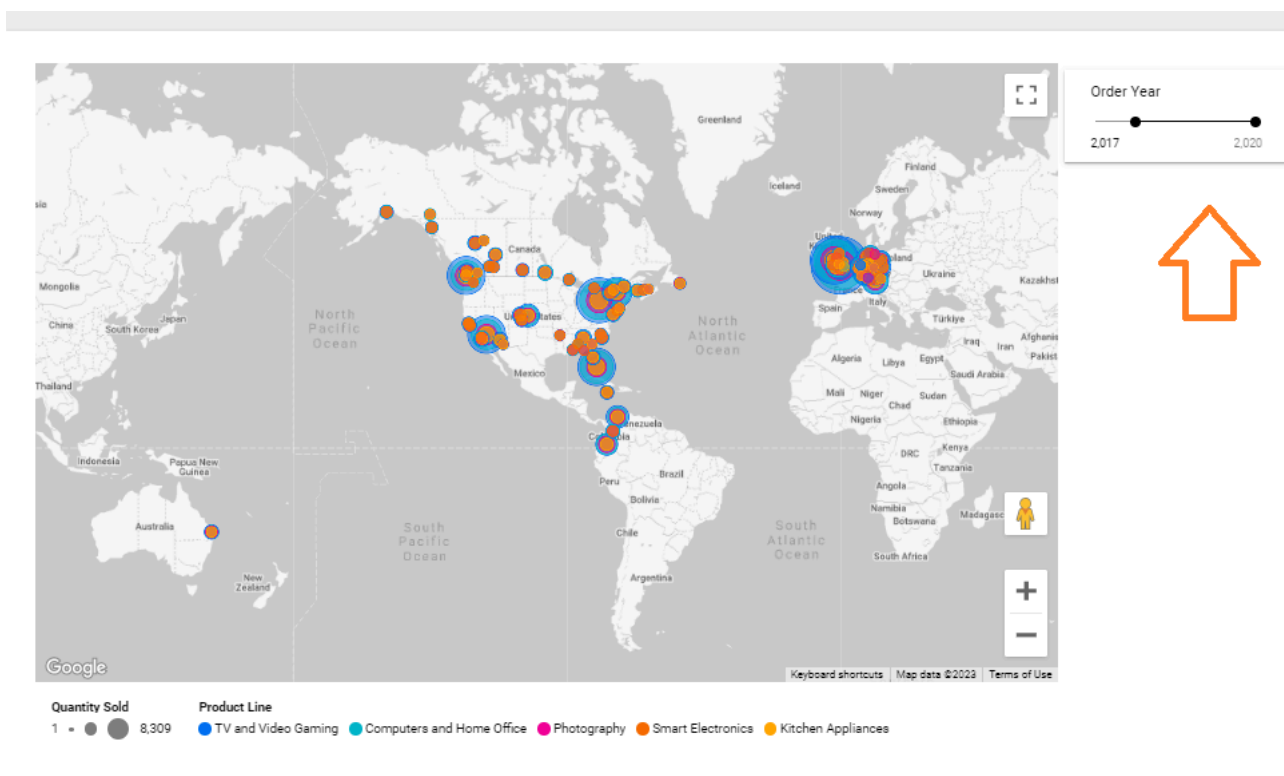 Order Year
2,017 2,020
Greenland
Finland
Iceland
Sweden
Norway
United
Canada
Poland
Ukraine
Kazakhst
Mongolia
France
Italy
Spain
Türkiye
China
South Korea
Japan
North
Pacific
Ocean
United States
North
Atlantic
Ocean
Iraq
Iran
Afghanis
Pakist
Algeria
Libya
Egypt
Saudi Arabia
Mexico
Thailand
Mali
Niger
Chad
Sudan
Nigeria
Ethiopia
Venezuela
Colombia
DRC
Kenya
Tanzania
Indonesia
Papua New
Guinea
Peru
Brazil
Bolivia
Angola
Namibia
Botswana
Madagasc
Australia
South
Pacific
Ocean
Chile
South
Atlantic
Ocean
South Africa
New
Zealand
Argentina
Google
Keyboard shortcuts Map data ©2023 Terms of Use
Quantity Sold Product Line
1 8,309 TV and Video Gaming Computers and Home Office Photography Smart Electronics Kitchen Appliances